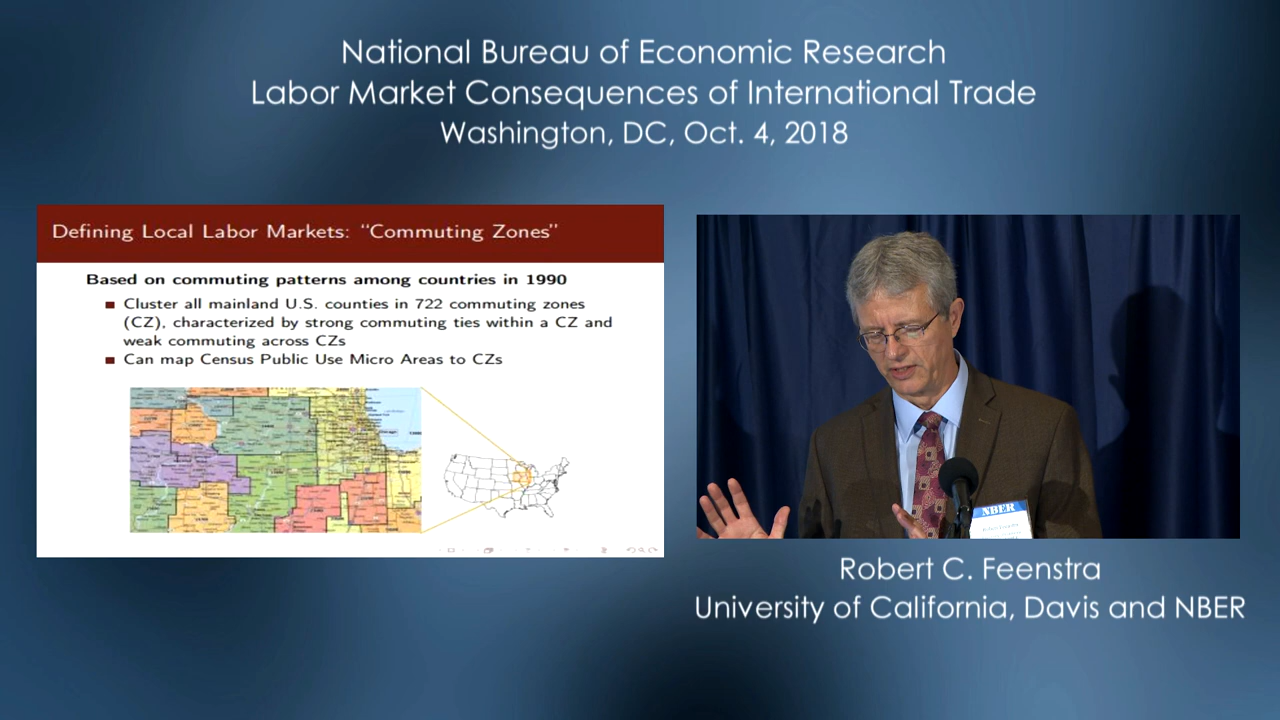 National Bureau of Economic Research
Labor Market Consequences of International Trade
Washington, DC, Oct. 4, 2018
Defining Local Labor Markets: “Commuting Zones”
Based on commuting patterns among countries in 1990
Cluster all mainland U.S. counties in 722 commuting zones
(CZ), characterized by strong commuting ties within a CZ and
weak commuting across CZs
Can map Census Public Use Micro Areas to CZs
NBER
Robert C. Feenstra
University of California, Davis and NBER